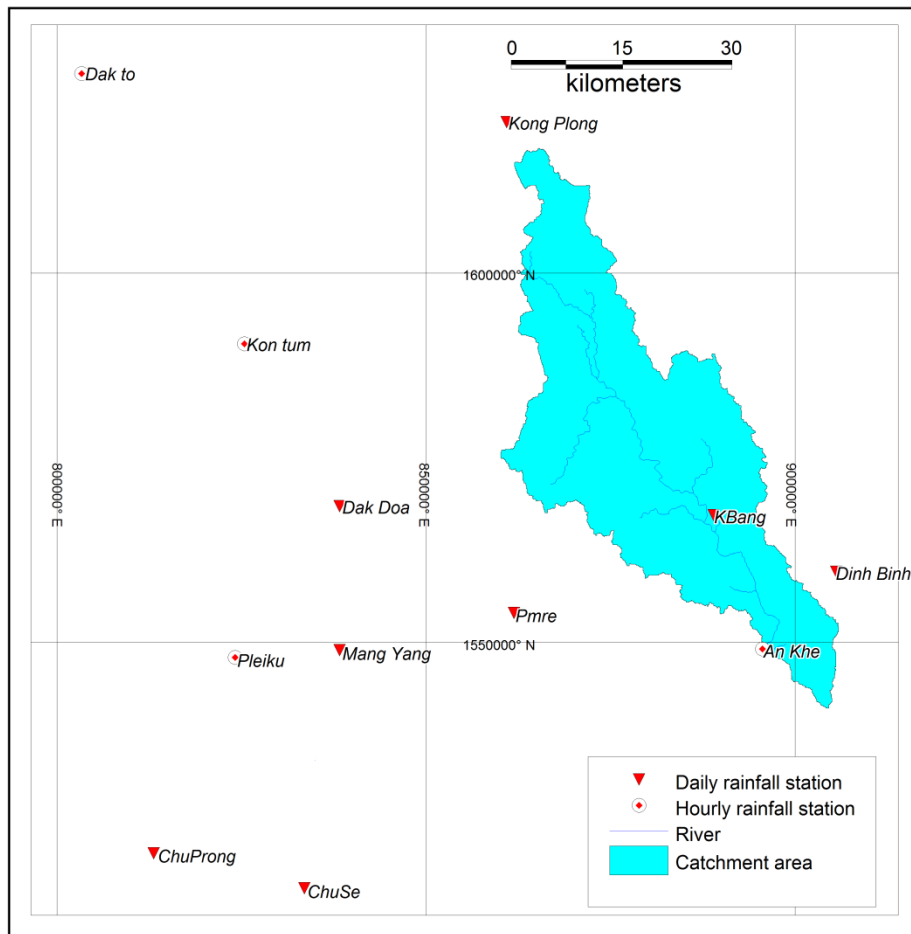 0 15 30
kilometers
Dak to
Kong Plong
1600000° N
Kon tum
800000° E
850000° E
900000° E
Dak Doa
KBang
Dinh Binh
Pmre
1550000° N
Mang Yang
An Khe
Pleiku
Daily rainfall station
Hourly rainfall station
River
Catchment area
ChuProng
ChuSe